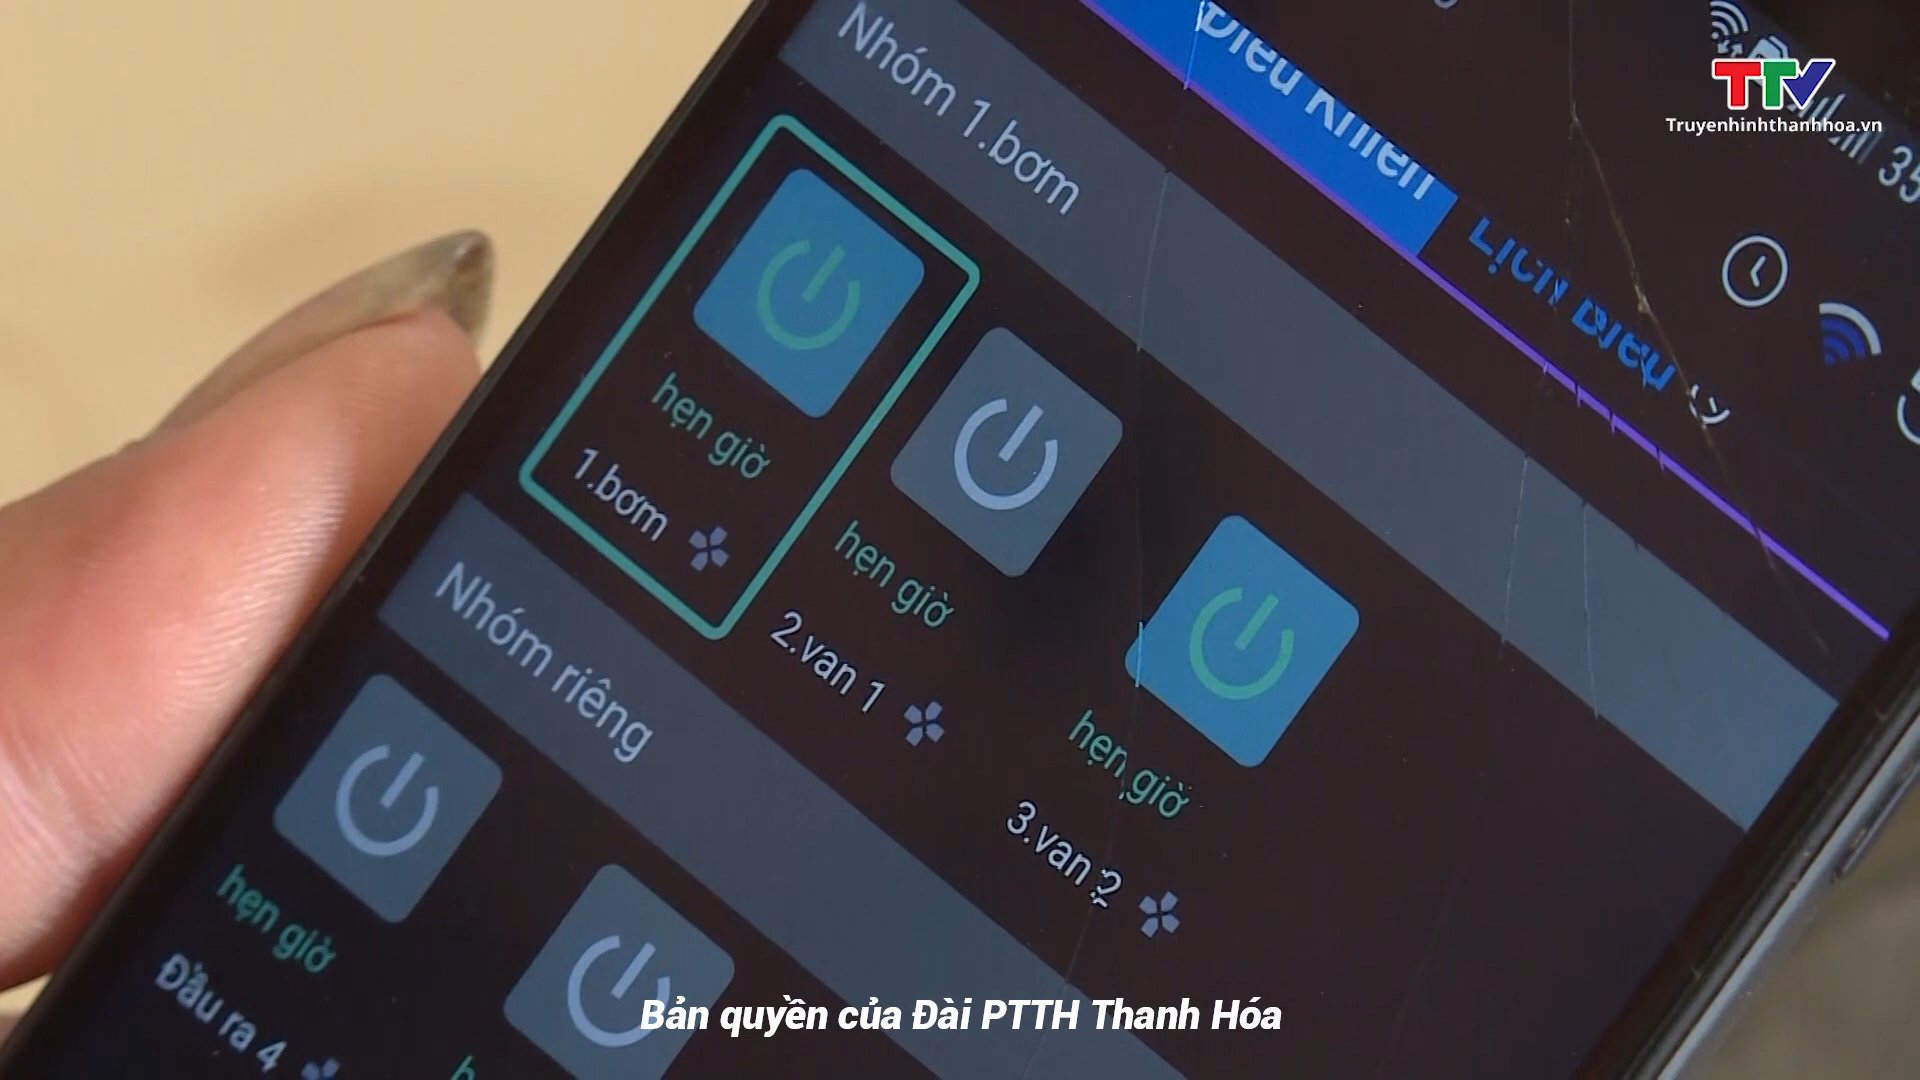 TTV
Truyenhinhthanhhoa.vn
35
Điều Khiển
Lịch Biểu
Nhóm 1.bơm
hẹn giờ
1.bơm
hẹn giờ
2.van 1
hẹn giờ
3.van 2
Nhóm riêng
hẹn giờ
Đầu ra 4
Bản quyền của Đài PTTH Thanh Hóa